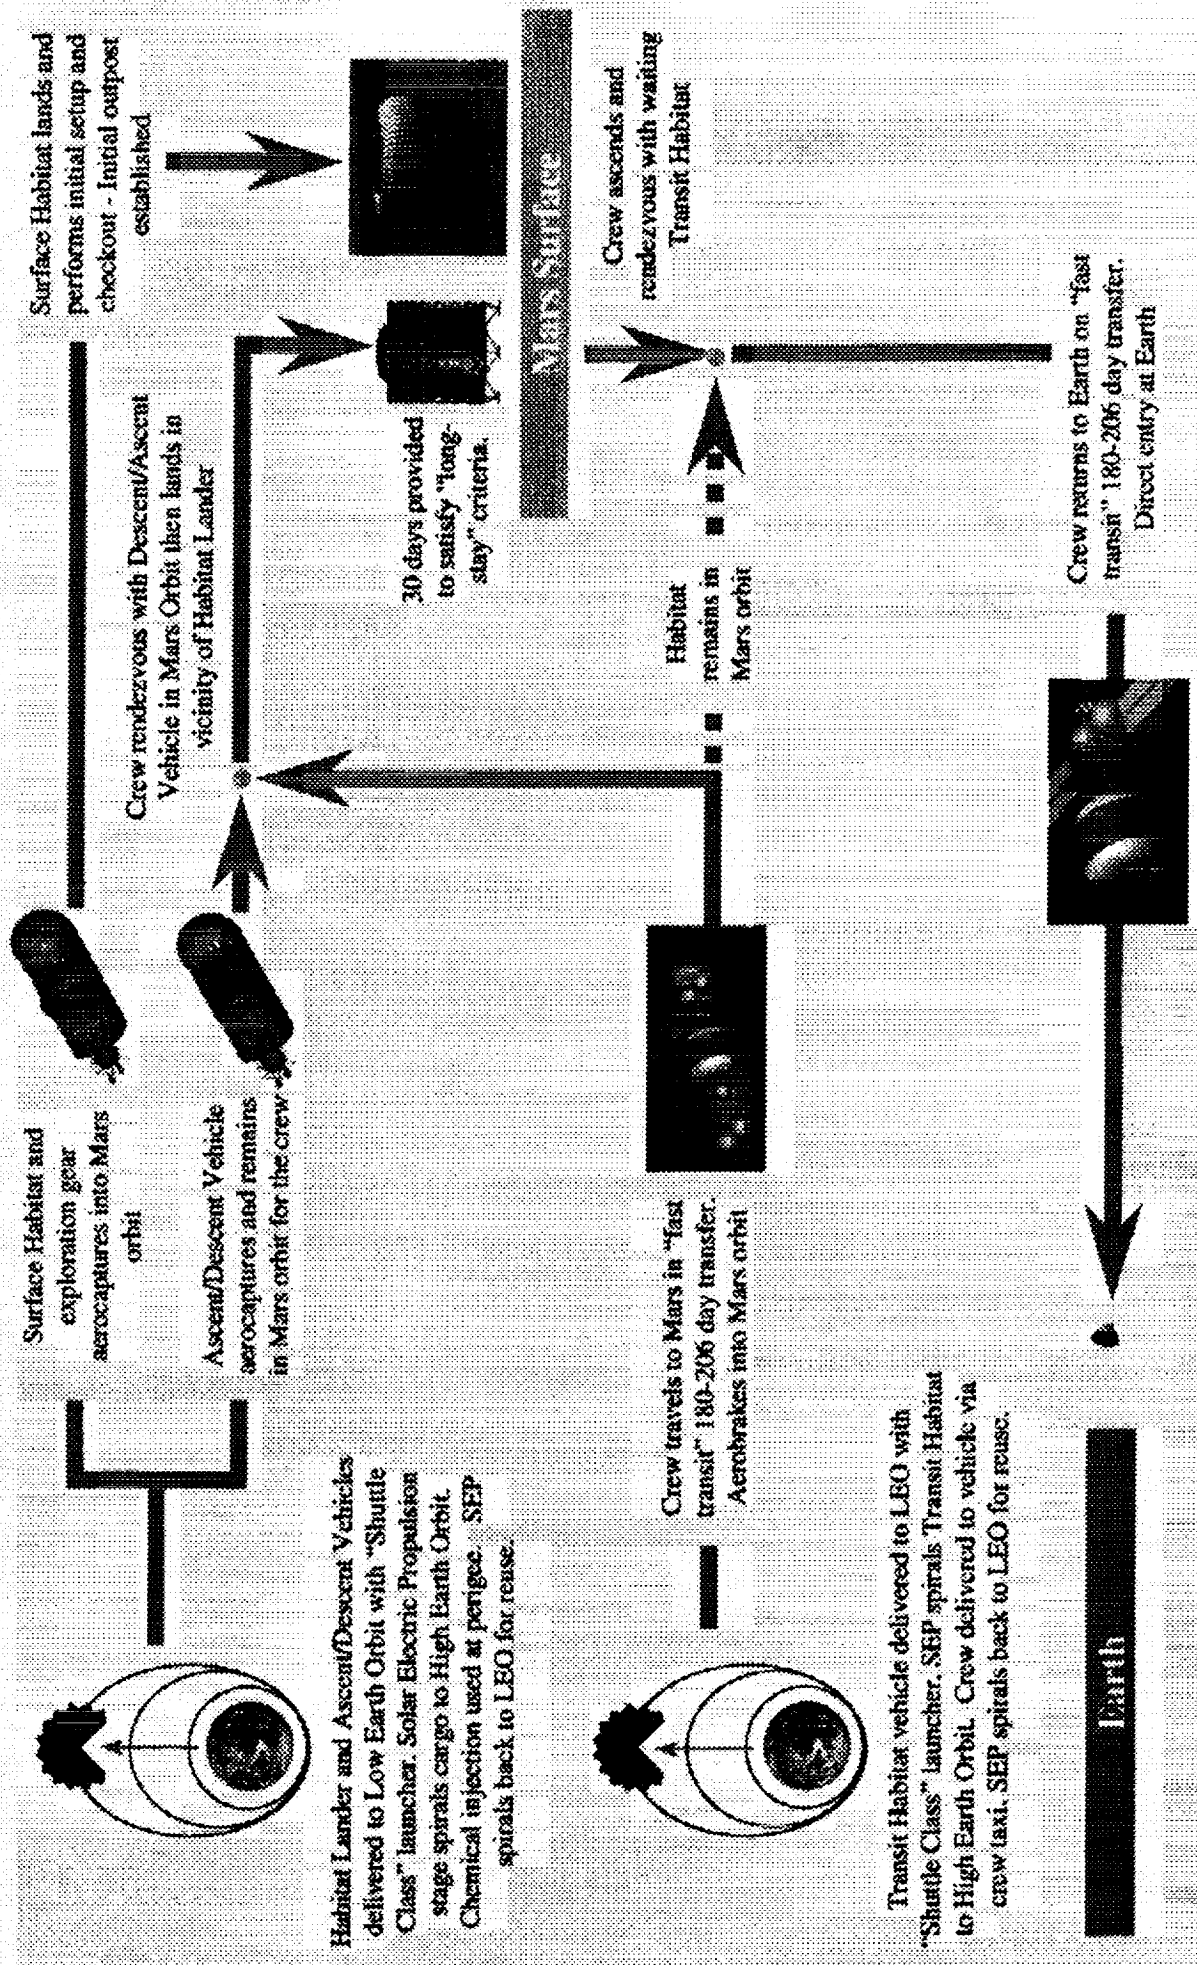 Surface Habitat and
exploration gear
aerocaptures into Mars
orbit
Surface Habitat lands and
performs initial setup and
checkout - Initial outpost
established
Ascent/Descent Vehicle
aerocaptures and remains
in Mars orbit for the crew
Crew rendezvous with Descent/Ascent
Vehicle in Mars Orbit then lands in
vicinity of Habitat Lander
Habitat Lander and Ascent/Descent Vehicles
delivered to Low Earth Orbit with "Shuttle
Class" launcher. Solar Electric Propulsion
stage spirals cargo to High Earth Orbit.
Chemical injection used at perigee. SEP
spirals back to LEO for reuse.
30 days provided
to satisfy "long-
stay" criteria.
Mars Surface
Crew travels to Mars in "fast
transit" 180-206 day transfer.
Aerobrakes into Mars orbit
Habitat
remains in
Mars orbit
Crew ascends and
rendezvous with waiting
Transit Habitat
Transit Habitat vehicle delivered to LEO with
"Shuttle Class" launcher. SEP spirals Transit Habitat
to High Earth Orbit. Crew delivered to vehicle via
crew taxi. SEP spirals back to LEO for reuse.
Crew returns to Earth on "fast
transit" 180-206 day transfer.
Direct entry at Earth
Earth